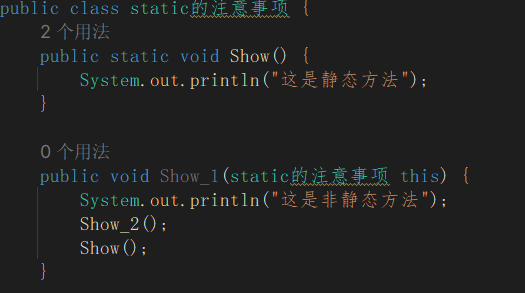 public class static的注意事项 {
2 个用法
public static void Show() {
System.out.println("这是静态方法");
}
0 个用法
public void Show_1(static的注意事项 this) {
System.out.println("这是非静态方法");
Show_2();
Show();
}